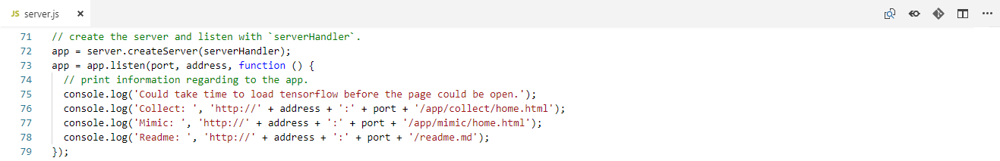 JS server.js ×
71 // create the server and listen with `serverHandler`.
72 app = server.createServer(serverHandler);
73 app = app.listen(port, address, function () {
74   // print information regarding to the app.
75   console.log('Could take time to load tensorflow before the page could be open.');
76   console.log('Collect: ', 'http://' + address + ':' + port + '/app/collect/home.html');
77   console.log('Mimic: ', 'http://' + address + ':' + port + '/app/mimic/home.html');
78   console.log('Readme: ', 'http://' + address + ':' + port + '/readme.md');
79 });